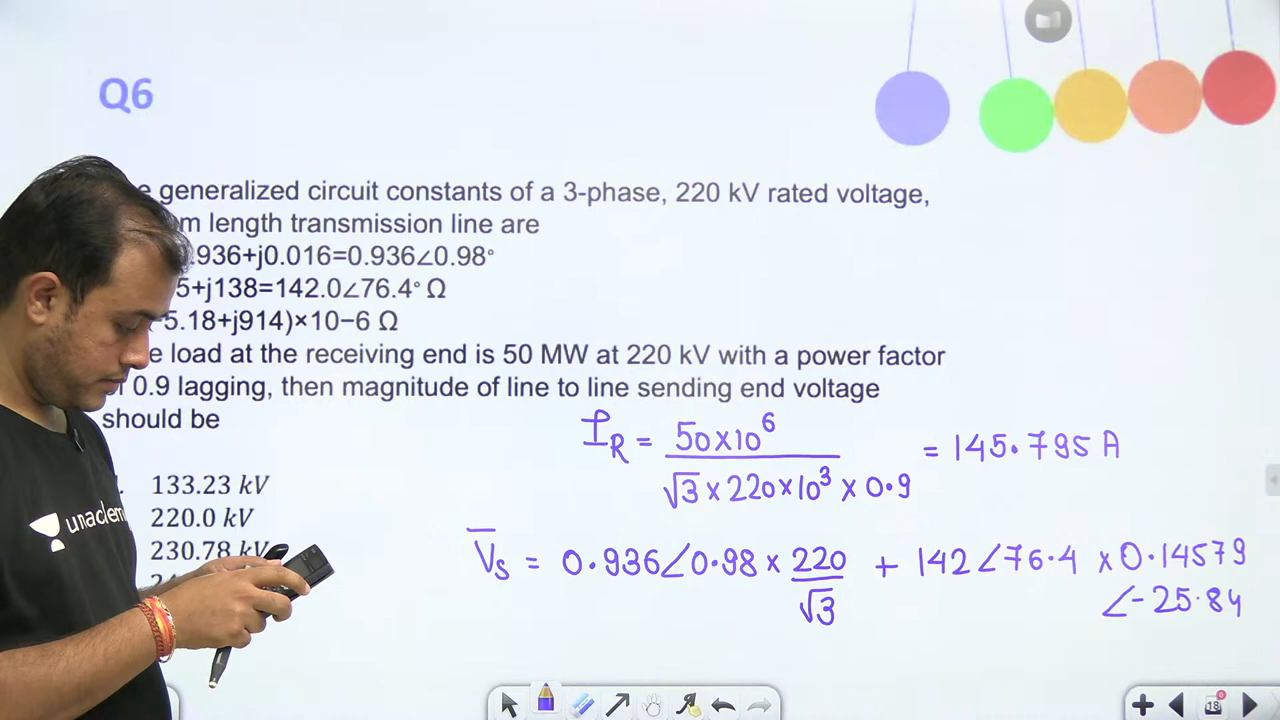 Q6
generalized circuit constants of a 3-phase, 220 kV rated voltage,
length transmission line are
.936+j0.016=0.936∠0.98°
5+j138=142.0∠76.4° Ω
5.18+j914)×10−6 Ω
load at the receiving end is 50 MW at 220 kV with a power factor
0.9 lagging, then magnitude of line to line sending end voltage
should be
133.23 kV
220.0 kV
230.78 kV
I_R = 50×10^6 / (√3 × 220×10^3 × 0.9) = 145.795 A
V̅_S = 0.936∠0.98 × 220/√3 + 142∠76.4 × 0.14579
∠-25.84
unacadem
18